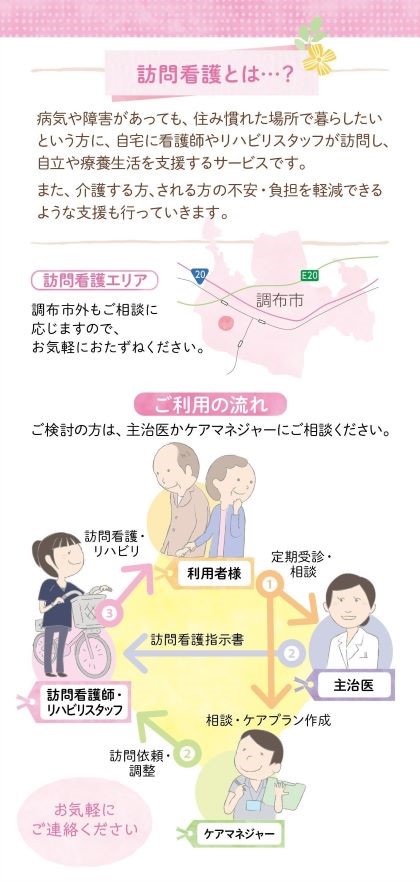 訪問看護とは…？
病気や障害があっても、住み慣れた場所で暮らしたい
という方に、自宅に看護師やリハビリスタッフが訪問し、
自立や療養生活を支援するサービスです。
また、介護する方、される方の不安・負担を軽減できる
ような支援も行っていきます。
訪問看護エリア
調布市外もご相談に
応じますので、
お気軽におたずねください。
20
E20
調布市
ご利用の流れ
ご検討の方は、主治医かケアマネジャーにご相談ください。
訪問看護・
リハビリ
利用者様
定期受診・
相談
1
3
訪問看護指示書
2
主治医
訪問看護師・
リハビリスタッフ
相談・ケアプラン作成
訪問依頼・
調整
2
ケアマネジャー
お気軽に
ご連絡ください